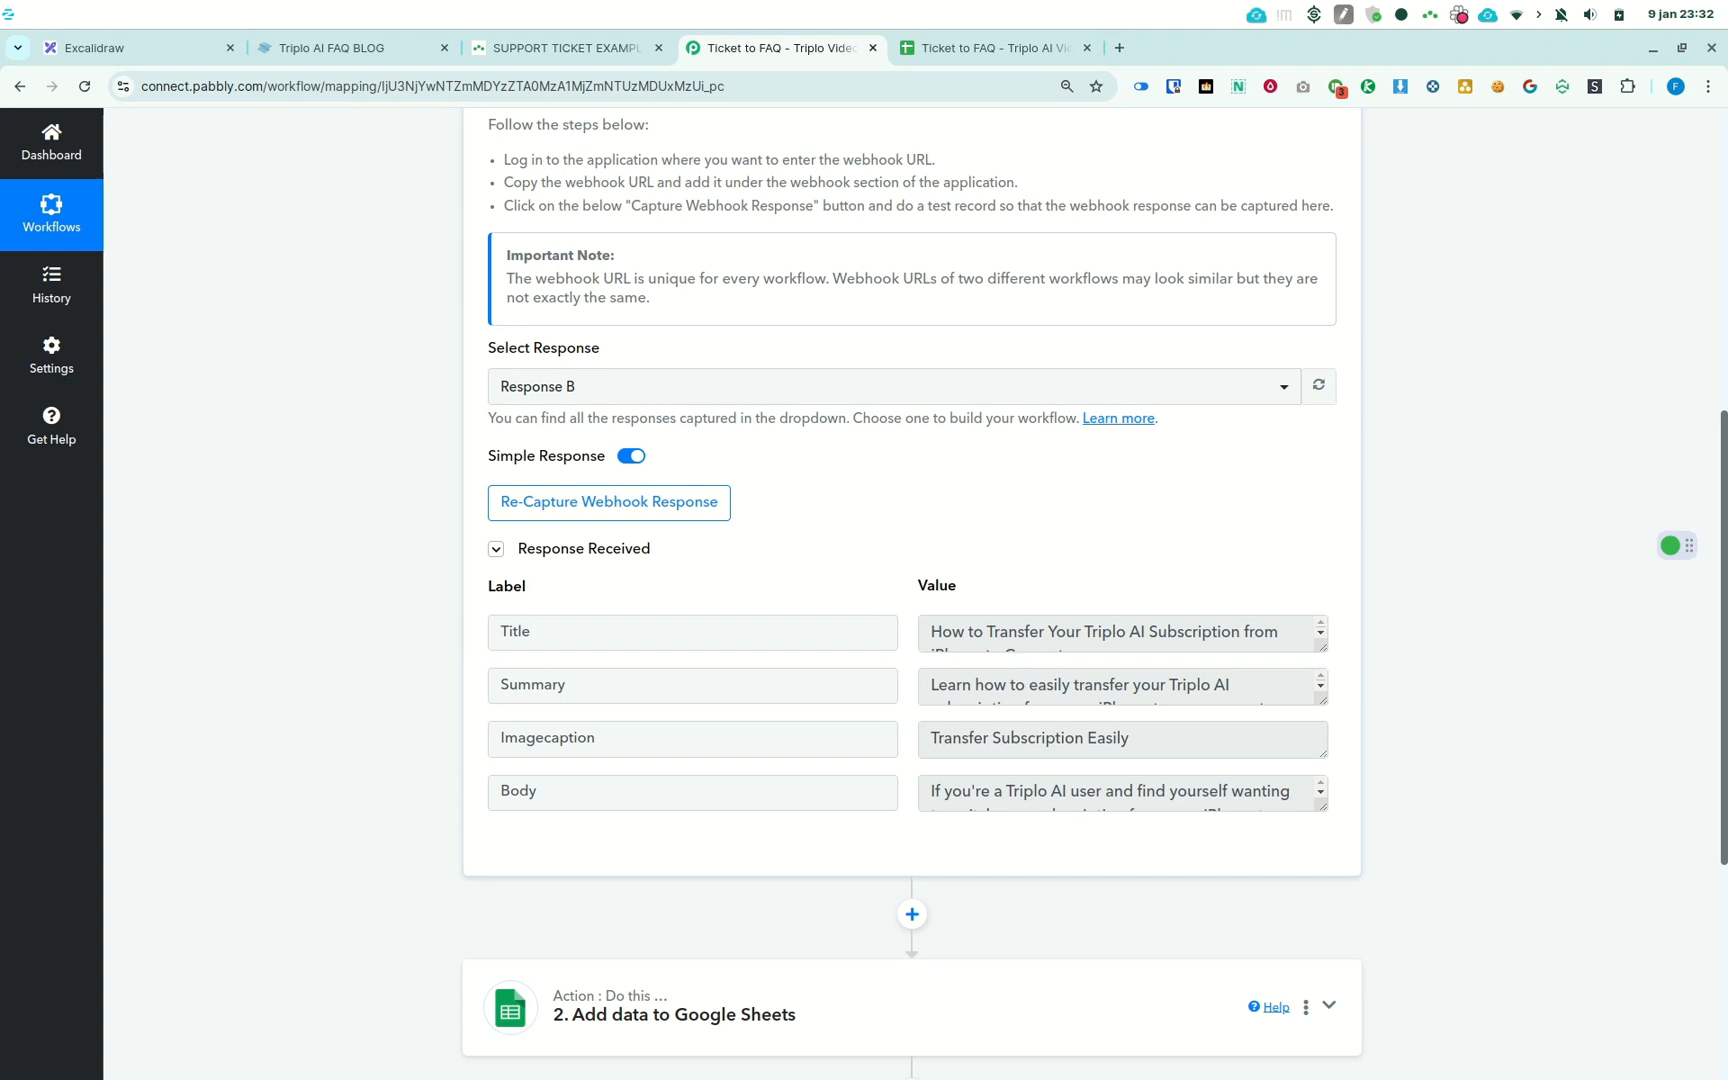 9 jan 23:32
Excalidraw
Triplo AI FAQ BLOG
SUPPORT TICKET EXAMPL
Ticket to FAQ - Triplo Video
Ticket to FAQ - Triplo AI Vi
connect.pabbly.com/workflow/mapping/IjU3NjYwNTZmMDYzZTA0MzA1MjZmNTUzMDUxMzUi_pc
3
F
Dashboard
Workflows
History
Settings
Get Help
Follow the steps below:
• Log in to the application where you want to enter the webhook URL.
• Copy the webhook URL and add it under the webhook section of the application.
• Click on the below "Capture Webhook Response" button and do a test record so that the webhook response can be captured here.
Important Note:
The webhook URL is unique for every workflow. Webhook URLs of two different workflows may look similar but they are
not exactly the same.
Select Response
Response B
You can find all the responses captured in the dropdown. Choose one to build your workflow. Learn more.
Simple Response
Re-Capture Webhook Response
Response Received
Label
Value
Title
How to Transfer Your Triplo AI Subscription from
Summary
Learn how to easily transfer your Triplo AI
Imagecaption
Transfer Subscription Easily
Body
If you're a Triplo AI user and find yourself wanting
Action : Do this ...
2. Add data to Google Sheets
Help